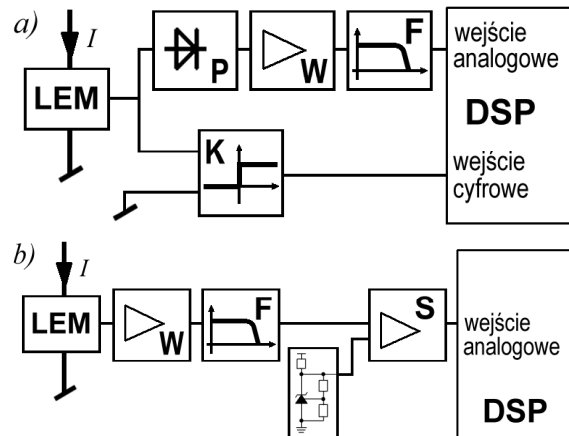 a)
I
LEM
P
W
F
wejście
analogowe
DSP
K
wejście
cyfrowe
b)
I
LEM
W
F
S
wejście
analogowe
DSP